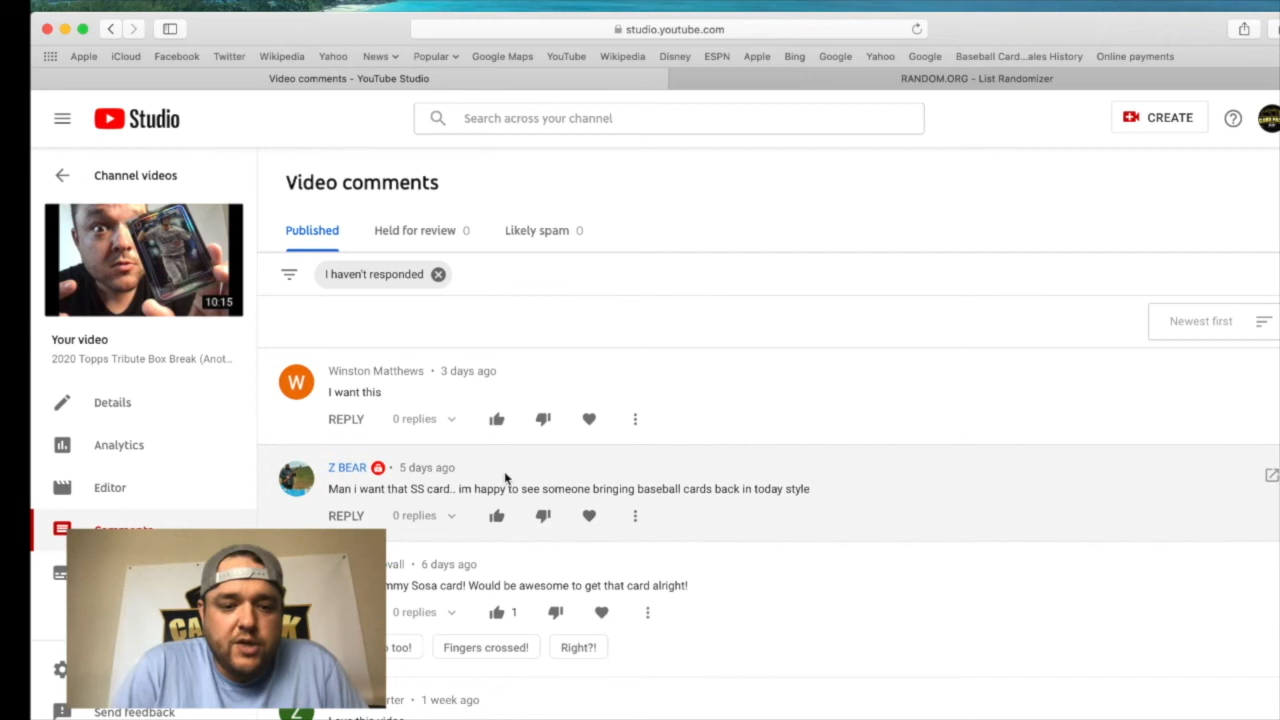 studio.youtube.com
Apple iCloud Facebook Twitter Wikipedia Yahoo News Popular Google Maps YouTube Wikipedia Disney ESPN Apple Bing Google Yahoo Google Baseball Card...ales History Online payments
Video comments - YouTube Studio
RANDOM.ORG - List Randomizer
Studio
Search across your channel
CREATE
Channel videos
10:15
Your video
2020 Topps Tribute Box Break (Anot...
Details
Analytics
Editor
Comments
Send feedback
Video comments
Published Held for review 0 Likely spam 0
I haven't responded
Newest first
W
Winston Matthews • 3 days ago
I want this
REPLY 0 replies
Z BEAR • 5 days ago
Man i want that SS card.. im happy to see someone bringing baseball cards back in today style
REPLY 0 replies
vall • 6 days ago
mmy Sosa card! Would be awesome to get that card alright!
0 replies 1
too! Fingers crossed! Right?!
rter • 1 week ago